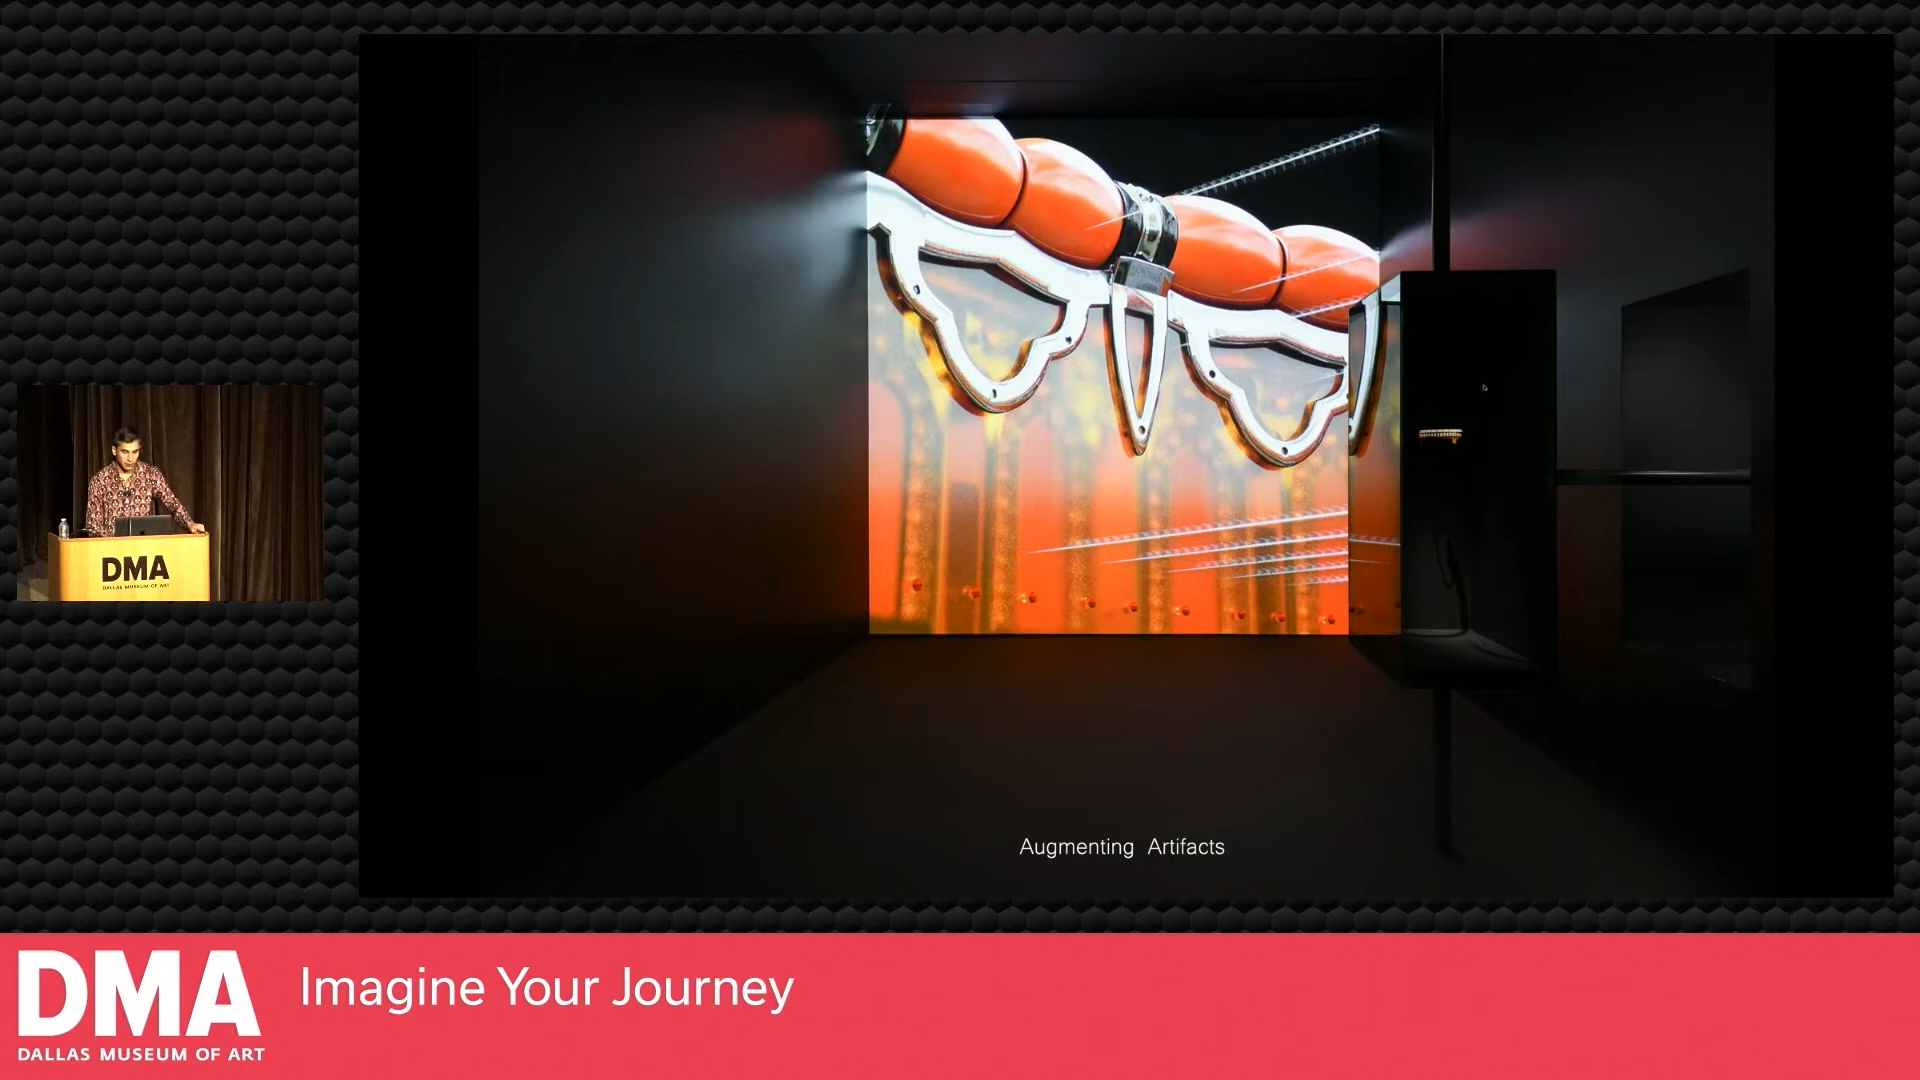 Augmenting Artifacts
DMA
DALLAS MUSEUM OF ART
DMA
DALLAS MUSEUM OF ART
Imagine Your Journey